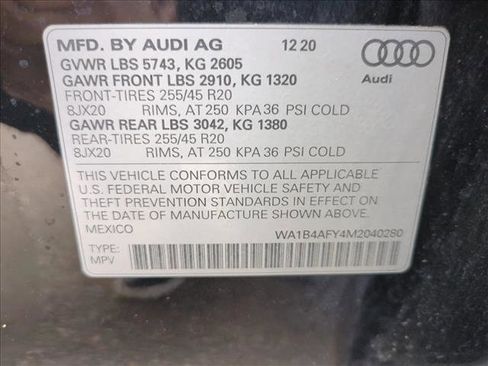 MFD. BY AUDI AG 12 20
GVWR LBS 5743, KG 2605
GAWR FRONT LBS 2910, KG 1320
Audi
FRONT-TIRES 255/45 R20
8JX20 RIMS, AT 250 KPA 36 PSI COLD
GAWR REAR LBS 3042, KG 1380
REAR-TIRES 255/45 R20
8JX20 RIMS, AT 250 KPA 36 PSI COLD
THIS VEHICLE CONFORMS TO ALL APPLICABLE
U.S. FEDERAL MOTOR VEHICLE SAFETY AND
THEFT PREVENTION STANDARDS IN EFFECT ON
THE DATE OF MANUFACTURE SHOWN ABOVE.
MEXICO WA1B4AFY4M2040280
TYPE:
MPV